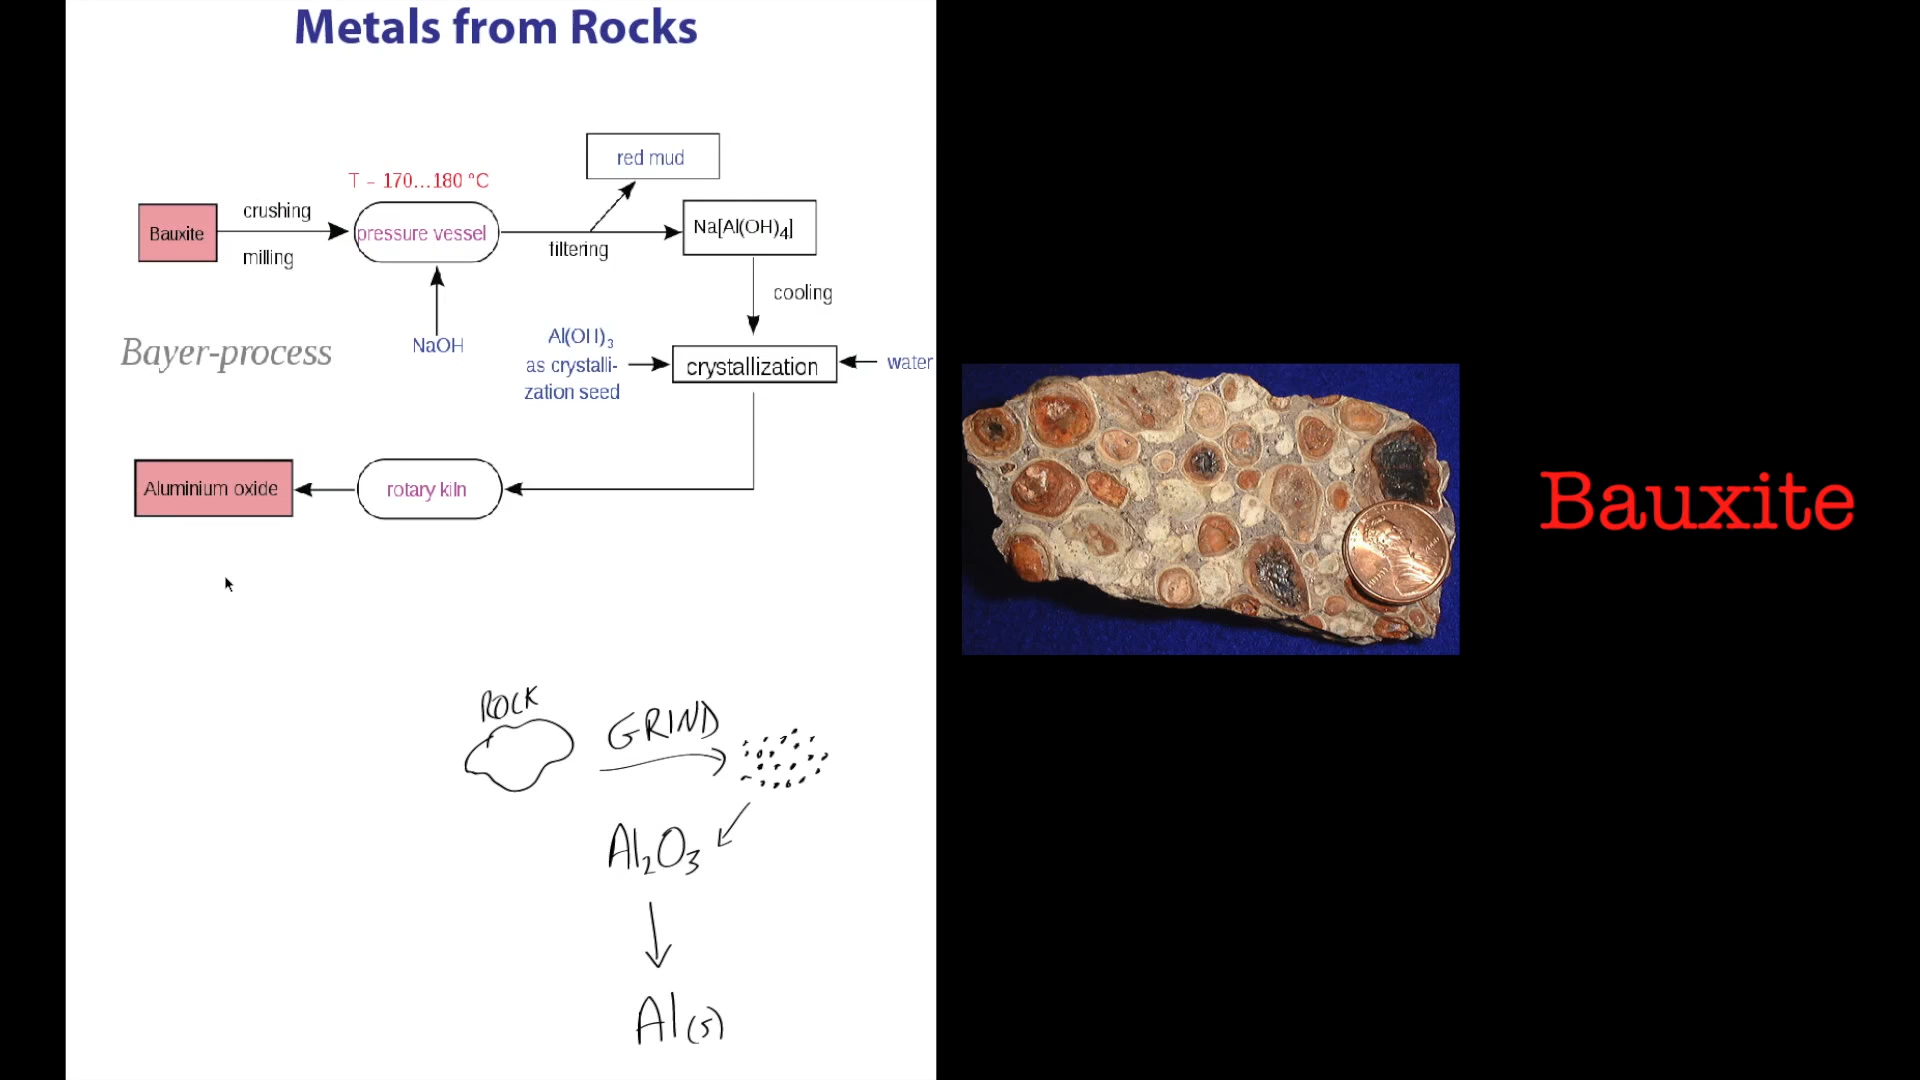 Metals from Rocks
red mud
T – 170...180 °C
crushing
Bauxite
pressure vessel
Na[Al(OH)4]
milling
filtering
cooling
Bayer-process
NaOH
Al(OH)3
as crystalli-
zation seed
crystallization
water
Aluminium oxide
rotary kiln
Bauxite
ROCK
GRIND
Al2O3
Al(s)